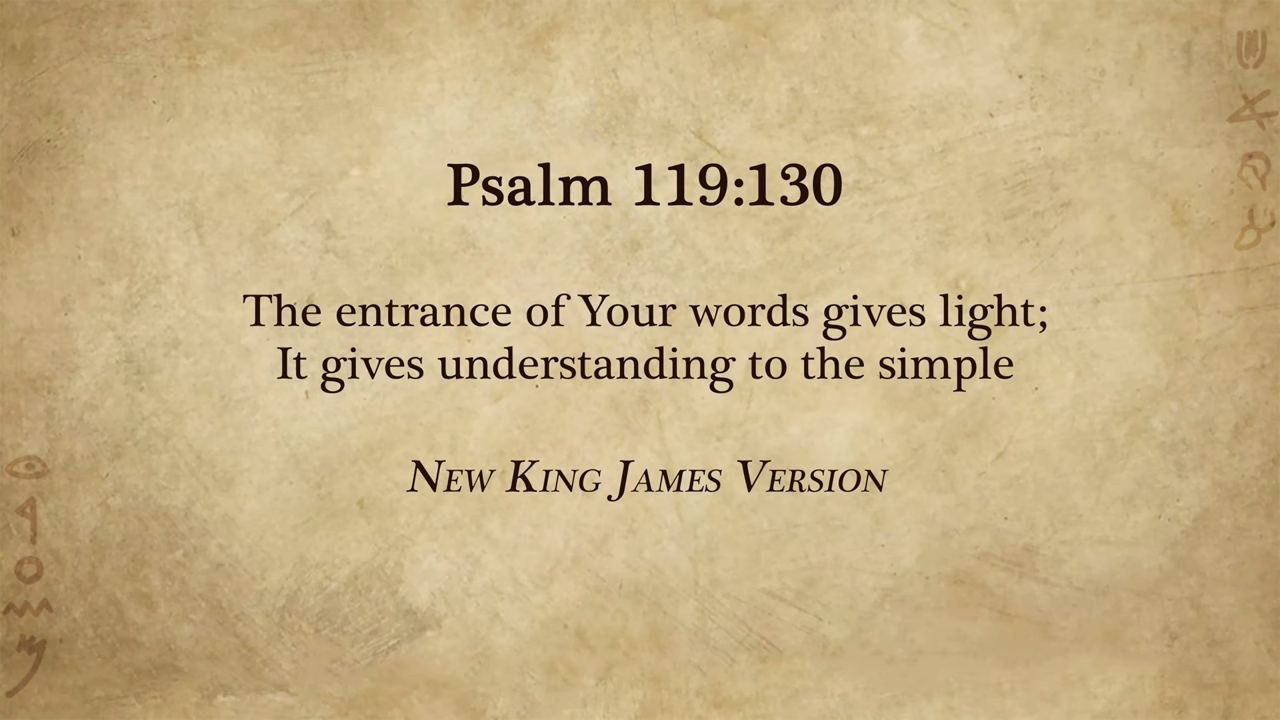 Psalm 119:130
The entrance of Your words gives light;
It gives understanding to the simple
NEW KING JAMES VERSION